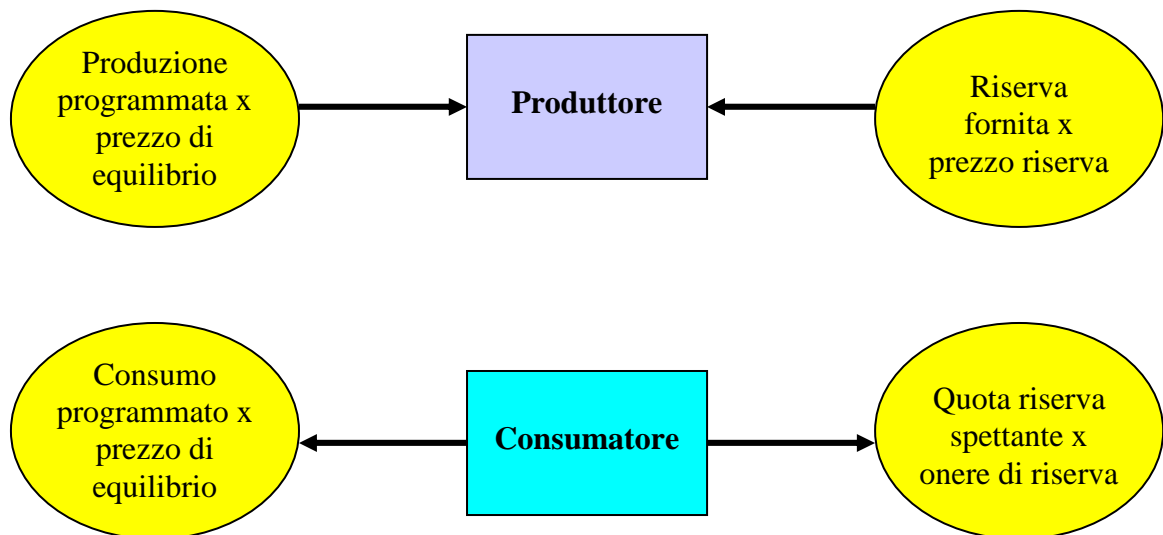 Produzione
programmata x
prezzo di
equilibrio
Produttore
Riserva
fornita x
prezzo riserva
Consumo
programmato x
prezzo di
equilibrio
Consumatore
Quota riserva
spettante x
onere di riserva